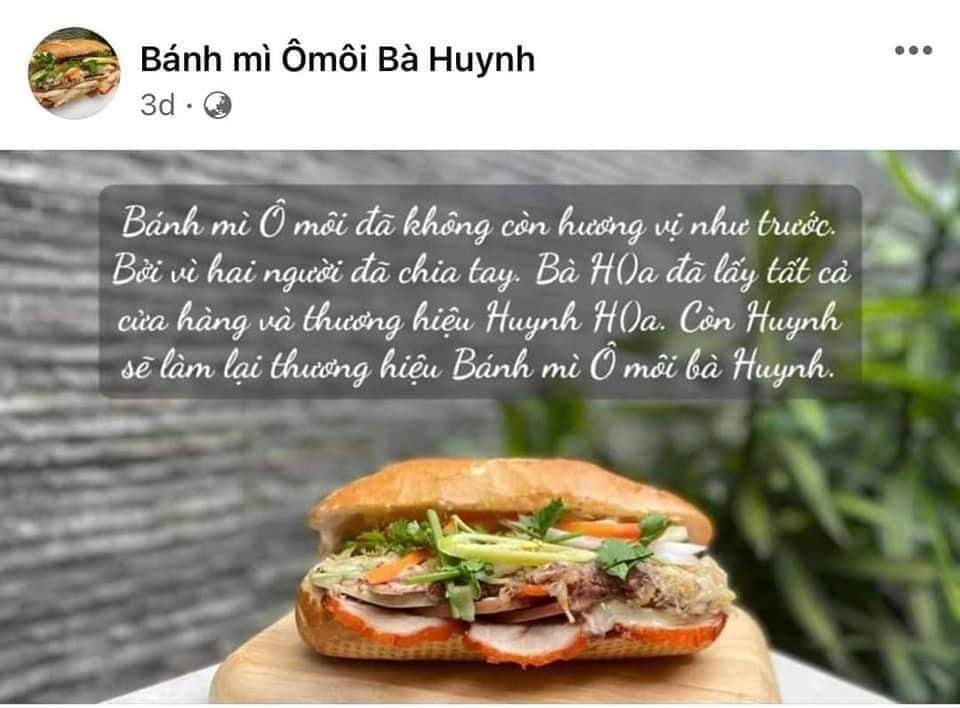 Bánh mì Ômôi Bà Huynh
3d ·
Bánh mì Ô môi đã không còn hương vị như trước.
Bởi vì hai người đã chia tay. Bà H()a đã lấy tất cả
cửa hàng và thương hiệu Huynh H()a. Còn Huynh
sẽ làm lại thương hiệu Bánh mì Ô môi bà Huynh.